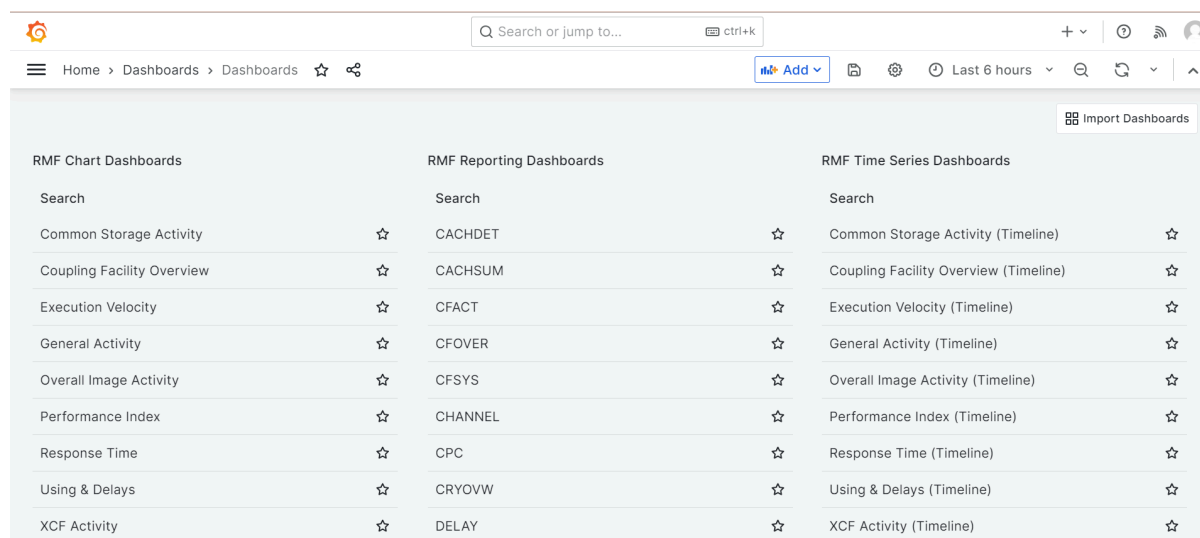 Search or jump to... ctrl+k
Home › Dashboards › Dashboards Add Last 6 hours
Import Dashboards
RMF Chart Dashboards
Search
Common Storage Activity
Coupling Facility Overview
Execution Velocity
General Activity
Overall Image Activity
Performance Index
Response Time
Using & Delays
XCF Activity
RMF Reporting Dashboards
Search
CACHDET
CACHSUM
CFACT
CFOVER
CFSYS
CHANNEL
CPC
CRYOVW
DELAY
RMF Time Series Dashboards
Search
Common Storage Activity (Timeline)
Coupling Facility Overview (Timeline)
Execution Velocity (Timeline)
General Activity (Timeline)
Overall Image Activity (Timeline)
Performance Index (Timeline)
Response Time (Timeline)
Using & Delays (Timeline)
XCF Activity (Timeline)